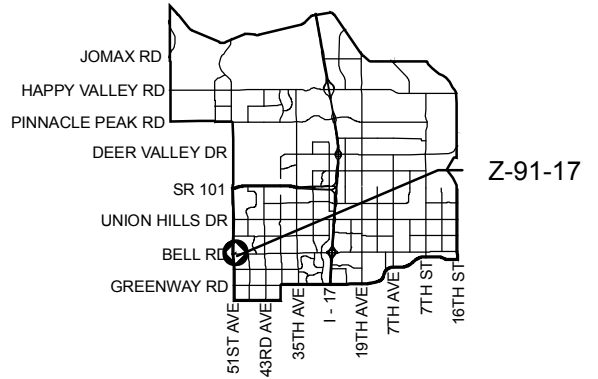 JOMAX RD
HAPPY VALLEY RD
PINNACLE PEAK RD
DEER VALLEY DR
Z-91-17
SR 101
UNION HILLS DR
BELL RD
GREENWAY RD
51ST AVE
43RD AVE
35TH AVE
I - 17
19TH AVE
7TH AVE
7TH ST
16TH ST